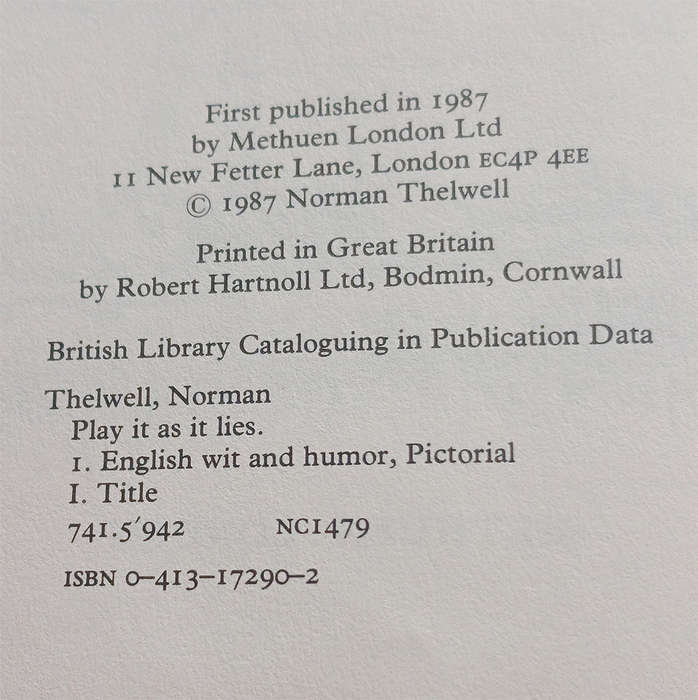 First published in 1987
by Methuen London Ltd
11 New Fetter Lane, London EC4P 4EE
© 1987 Norman Thelwell
Printed in Great Britain
by Robert Hartnoll Ltd, Bodmin, Cornwall
British Library Cataloguing in Publication Data
Thelwell, Norman
Play it as it lies.
1. English wit and humor, Pictorial
I. Title
741.5′942 NC1479
ISBN 0–413–17290–2